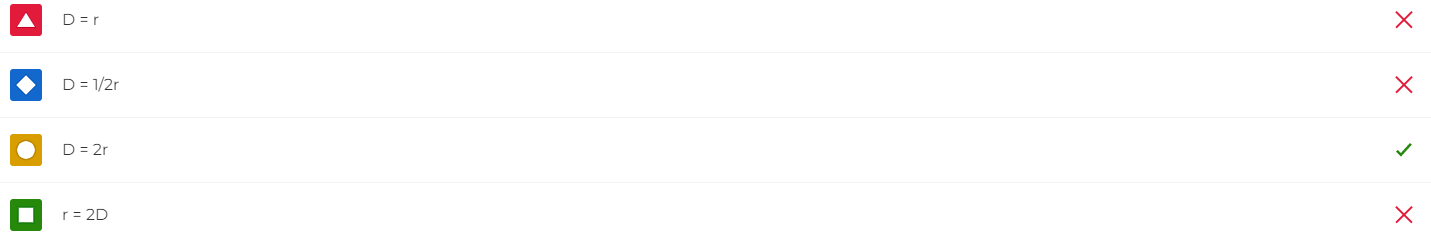 D = r
D = 1/2r
D = 2r
r = 2D